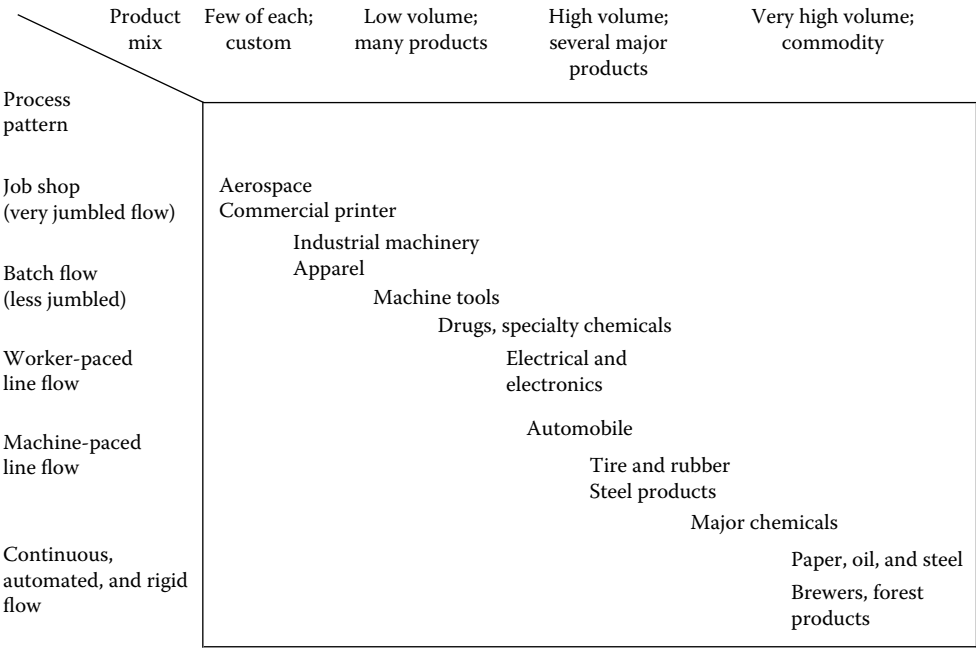 Product
mix
Few of each;
custom
Low volume;
many products
High volume;
several major
products
Very high volume;
commodity
Process
pattern
Job shop
(very jumbled flow)
Aerospace
Commercial printer
Industrial machinery
Apparel
Batch flow
(less jumbled)
Machine tools
Drugs, specialty chemicals
Worker-paced
line flow
Electrical and
electronics
Automobile
Machine-paced
line flow
Tire and rubber
Steel products
Major chemicals
Continuous,
automated, and rigid
flow
Paper, oil, and steel
Brewers, forest
products